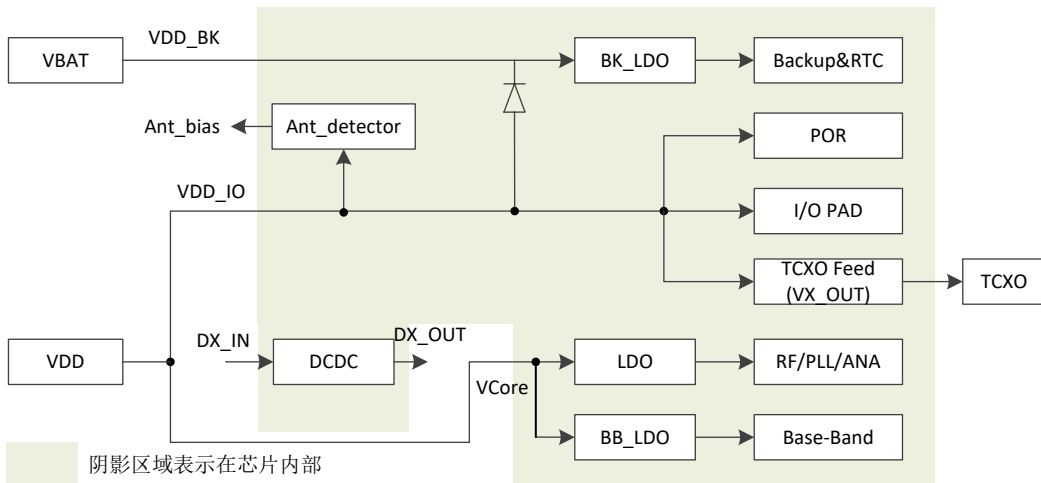 VDD_BK
VBAT
BK_LDO
Backup&RTC
Ant_bias
Ant_detector
POR
VDD_IO
I/O PAD
TCXO Feed
(VX_OUT)
TCXO
DX_IN
DX_OUT
VDD
DCDC
LDO
RF/PLL/ANA
VCore
BB_LDO
Base-Band
阴影区域表示在芯片内部